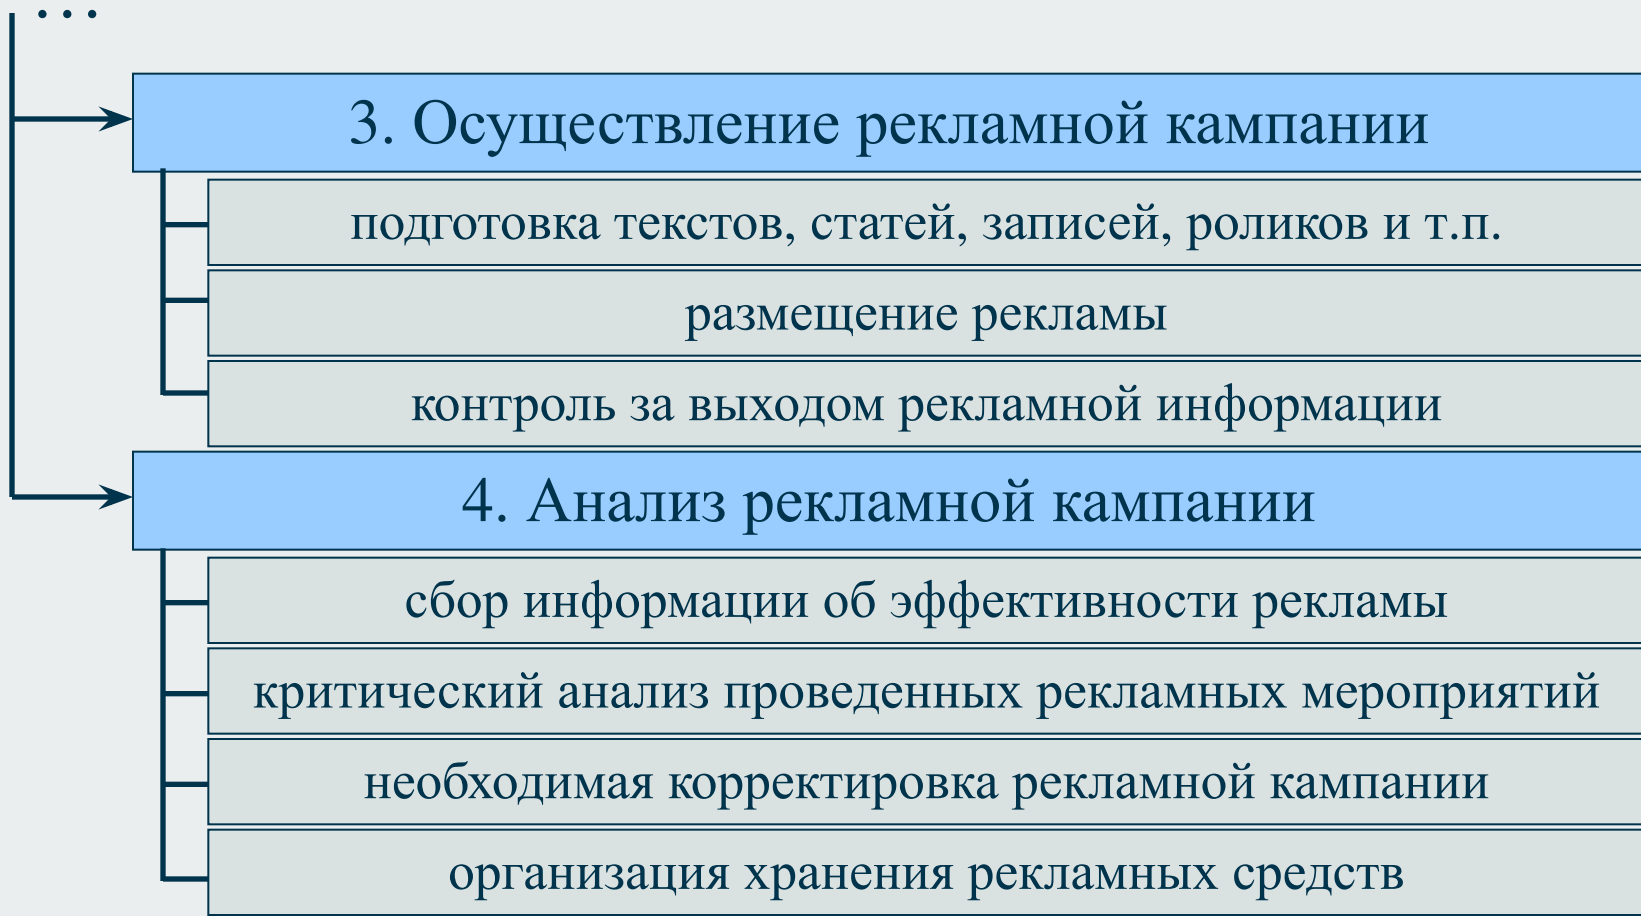 ...
3. Осуществление рекламной кампании
подготовка текстов, статей, записей, роликов и т.п.
размещение рекламы
контроль за выходом рекламной информации
4. Анализ рекламной кампании
сбор информации об эффективности рекламы
критический анализ проведенных рекламных мероприятий
необходимая корректировка рекламной кампании
организация хранения рекламных средств